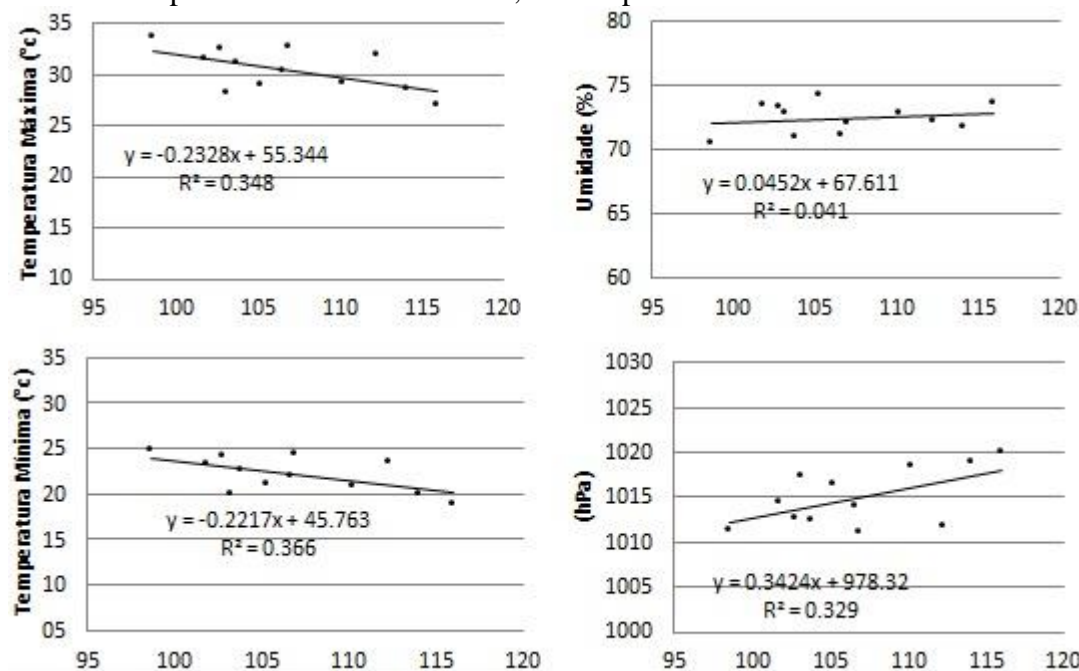 35
30
25
20
15
10
Temperatura Máxima (°c)
y = -0.2328x + 55.344
R² = 0.348
95 100 105 110 115 120
80
75
70
65
60
Umidade (%)
y = 0.0452x + 67.611
R² = 0.041
95 100 105 110 115 120
35
30
25
20
15
10
05
Temperatura Mínima (°c)
y = -0.2217x + 45.763
R² = 0.366
95 100 105 110 115 120
1030
1025
1020
1015
1010
1005
1000
(hPa)
y = 0.3424x + 978.32
R² = 0.329
95 100 105 110 115 120